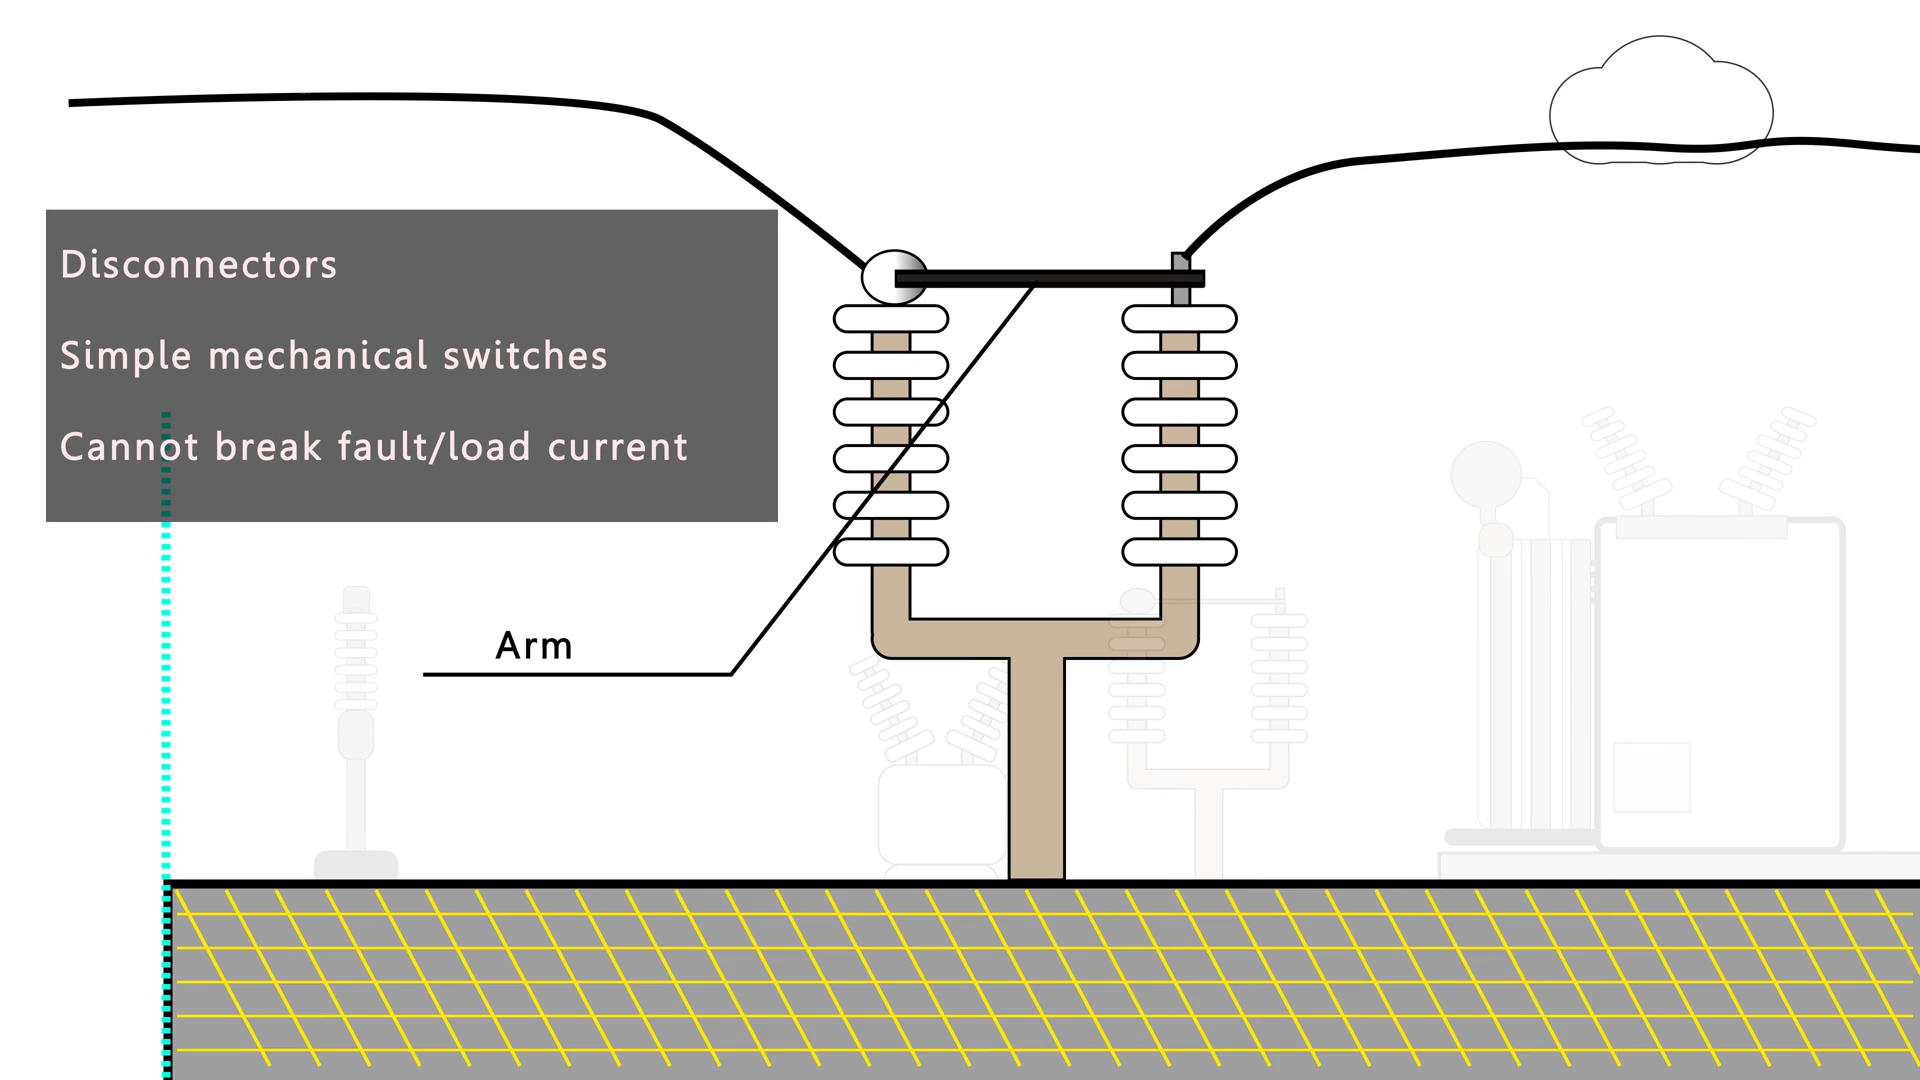 Disconnectors
Simple mechanical switches
Cannot break fault/load current
Arm